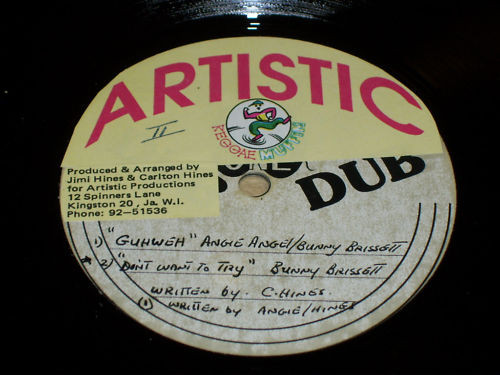 ARTISTIC
II
REGGAE MUFFIN
Produced & Arranged by
Jimi Hines & Carlton Hines
for Artistic Productions
12 Spinners Lane
Kingston 20, Ja. W.I.
Phone: 92-51536
DUB
1) "GUHWEH" ANGIE ANGEL/BUNNY BRISSETT
* 2) "DON'T WANT TO TRY" BUNNY BRISSETT
WRITTEN by. C. HINES.
(1) WRITTEN by ANGIE/HINES